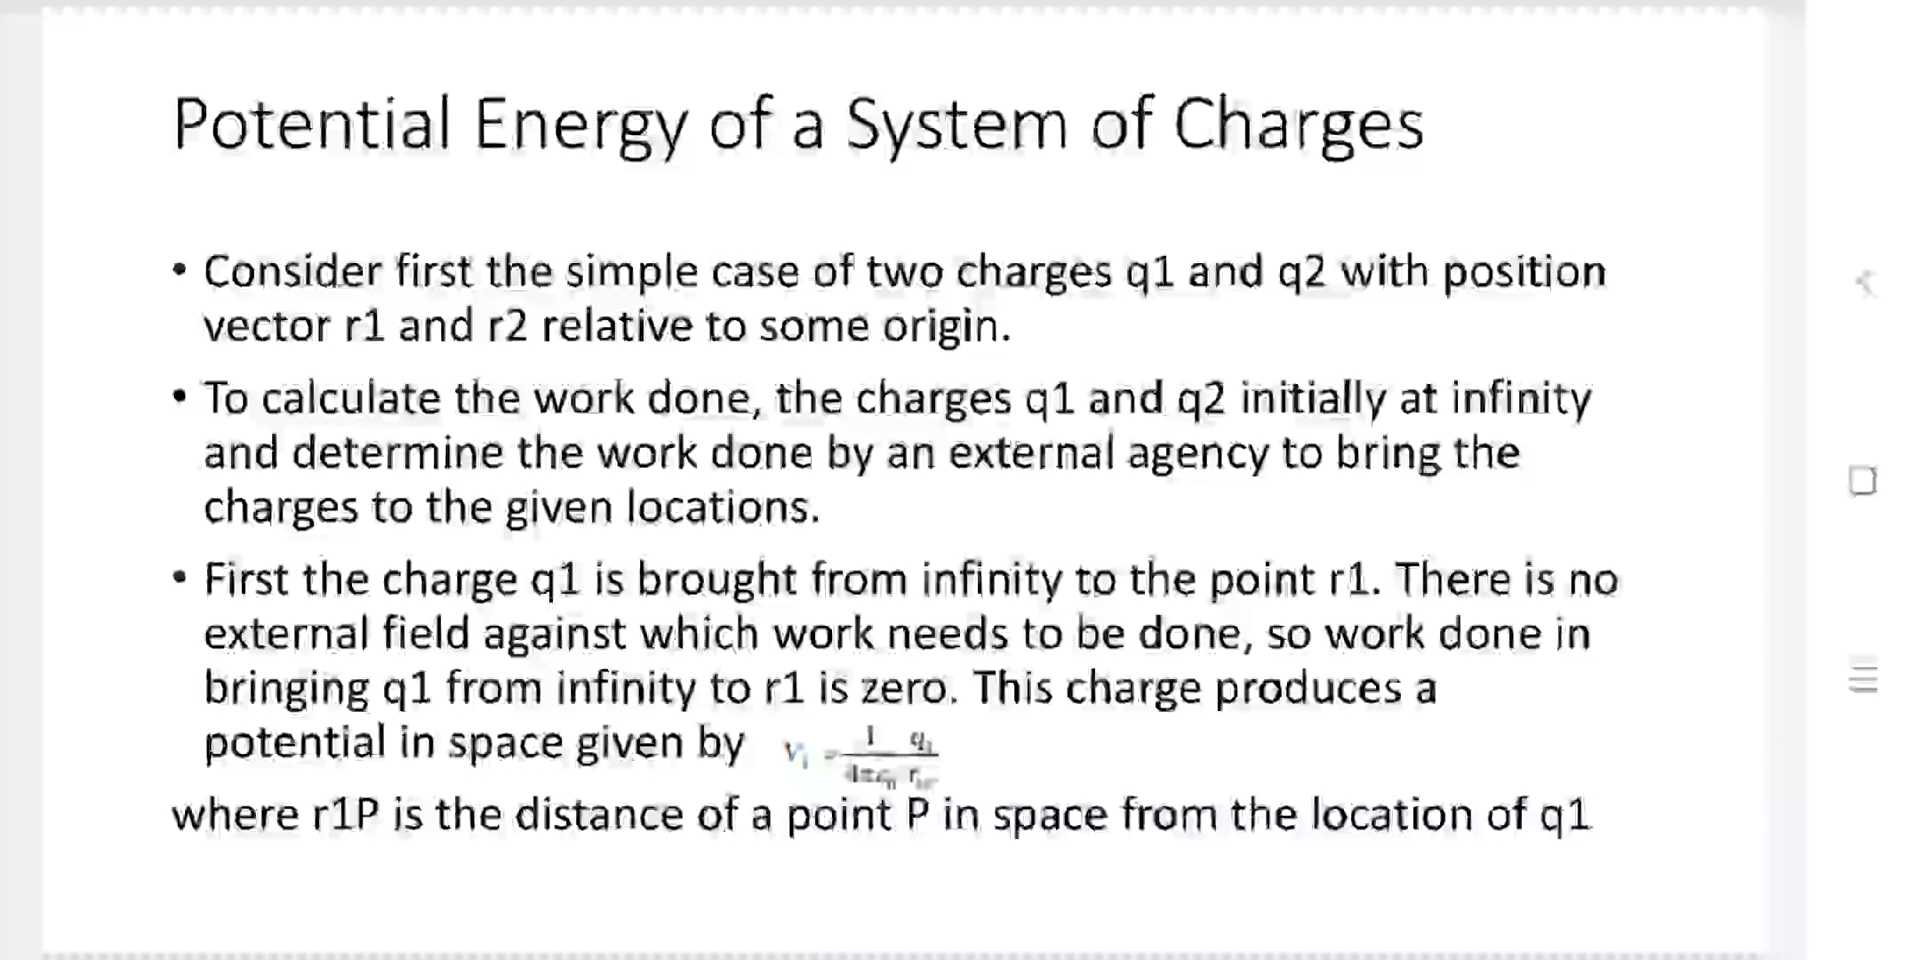 Potential Energy of a System of Charges
• Consider first the simple case of two charges q1 and q2 with position
vector r1 and r2 relative to some origin.
• To calculate the work done, the charges q1 and q2 initially at infinity
and determine the work done by an external agency to bring the
charges to the given locations.
• First the charge q1 is brought from infinity to the point r1. There is no
external field against which work needs to be done, so work done in
bringing q1 from infinity to r1 is zero. This charge produces a
potential in space given by
where r1P is the distance of a point P in space from the location of q1